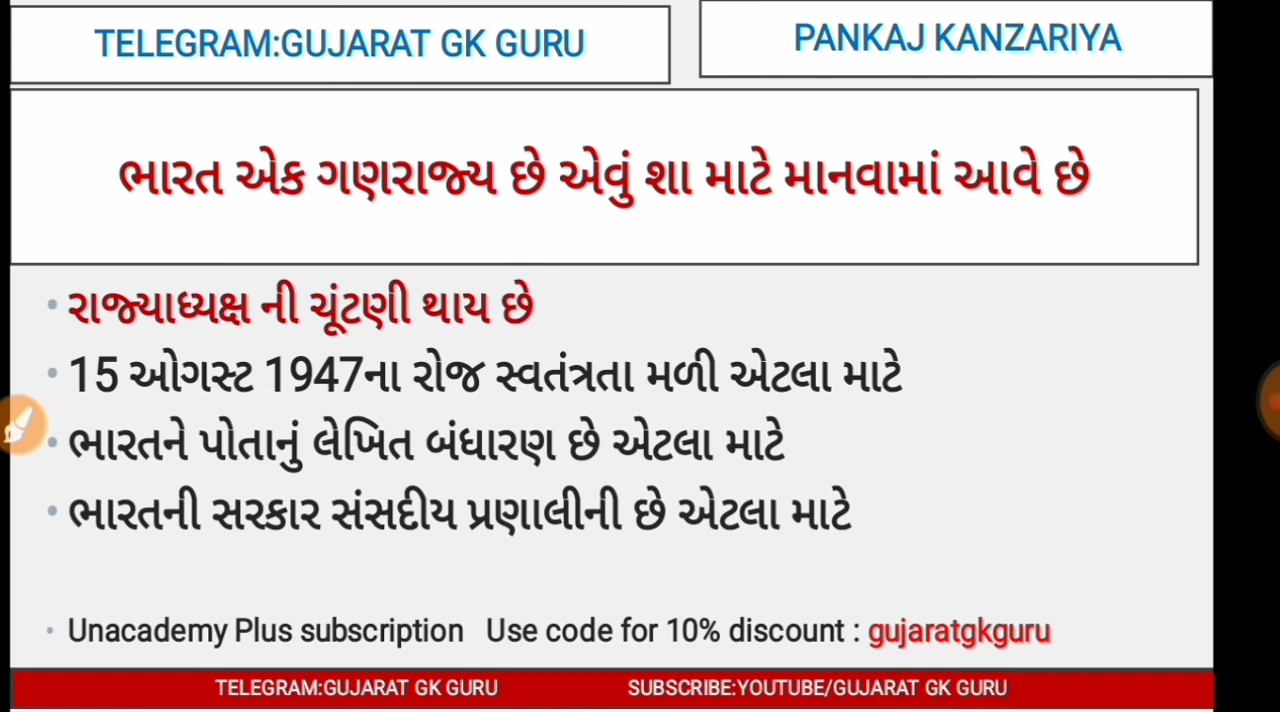 TELEGRAM:GUJARAT GK GURU
PANKAJ KANZARIYA
ભારત એક ગણરાજ્ય છે એવું શા માટે માનવામાં આવે છે
• રાજ્યાધ્યક્ષ ની ચૂંટણી થાય છે
• 15 ઓગસ્ટ 1947ના રોજ સ્વતંત્રતા મળી એટલા માટે
• ભારતને પોતાનું લેખિત બંધારણ છે એટલા માટે
• ભારતની સરકાર સંસદીય પ્રણાલીની છે એટલા માટે
• Unacademy Plus subscription Use code for 10% discount : gujaratgkguru
TELEGRAM:GUJARAT GK GURU SUBSCRIBE:YOUTUBE/GUJARAT GK GURU